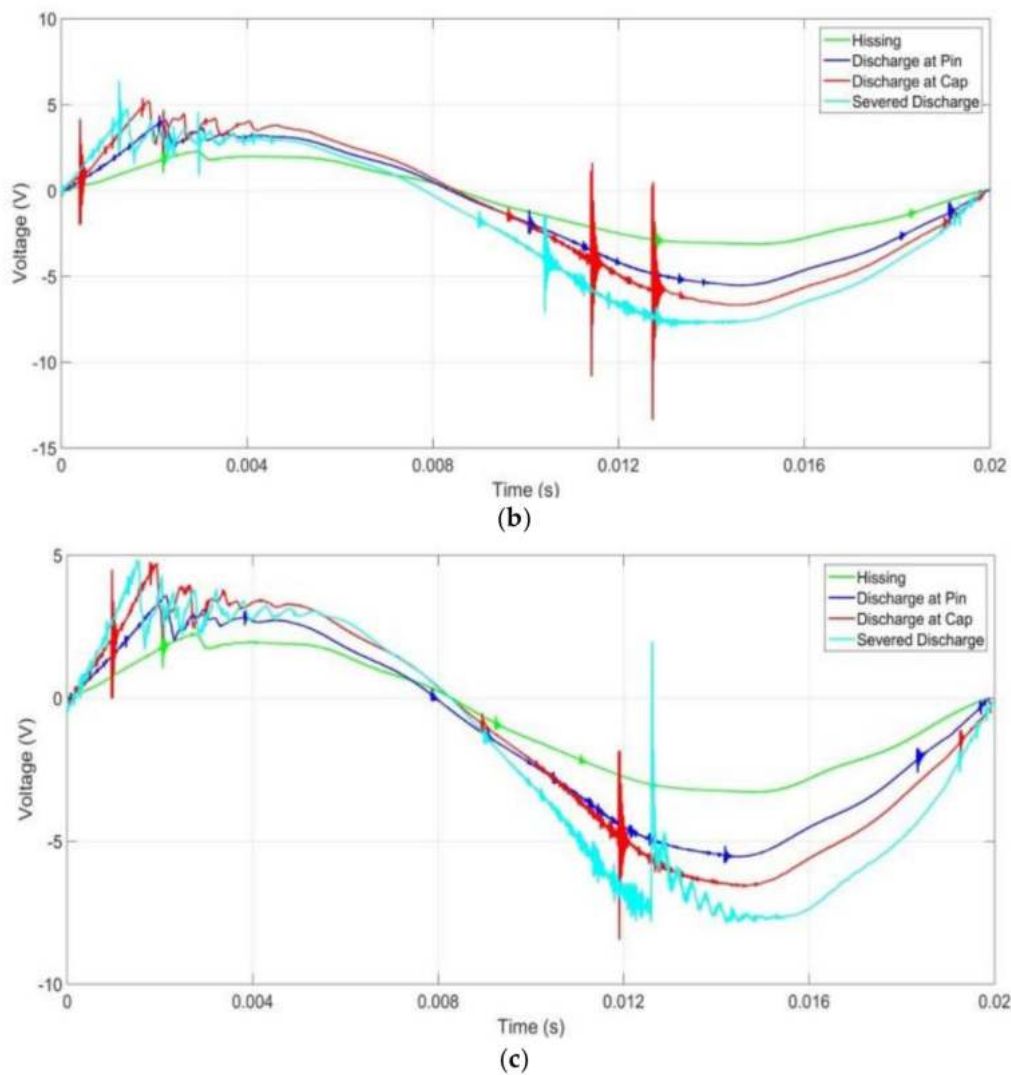 10
5
0
-5
-10
-15
Voltage (V)
Hissing
Discharge at Pin
Discharge at Cap
Severed Discharge
0 0.004 0.008 0.012 0.016 0.02
Time (s)
(b)
5
0
-5
-10
Voltage (V)
Hissing
Discharge at Pin
Discharge at Cap
Severed Discharge
0 0.004 0.008 0.012 0.016 0.02
Time (s)
(c)